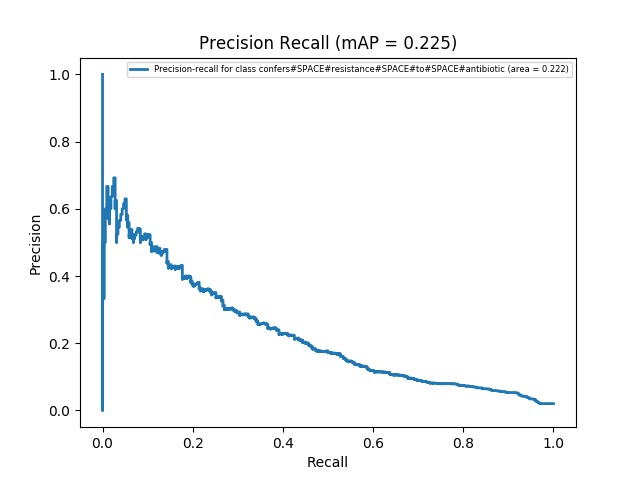 Precision Recall (mAP = 0.225)
Precision-recall for class confers#SPACE#resistance#SPACE#to#SPACE#antibiotic (area = 0.222)
1.0
0.8
0.6
0.4
0.2
0.0
Precision
0.0 0.2 0.4 0.6 0.8 1.0
Recall